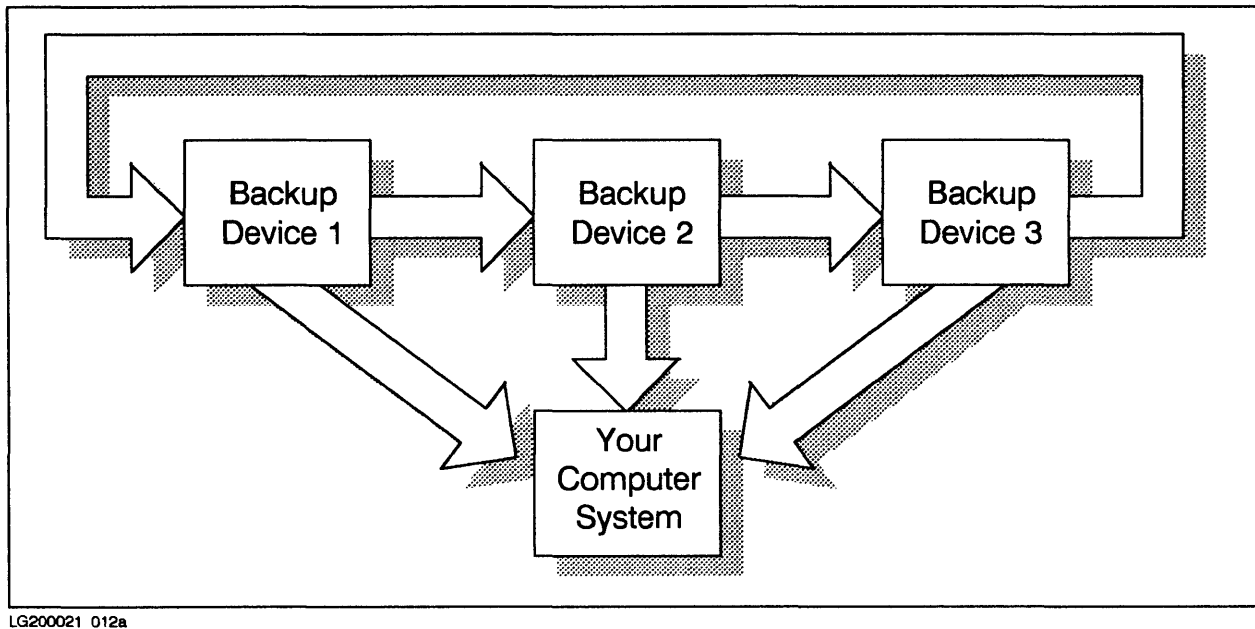 Backup
Device 1
Backup
Device 2
Backup
Device 3
Your
Computer
System
LG200021 012a